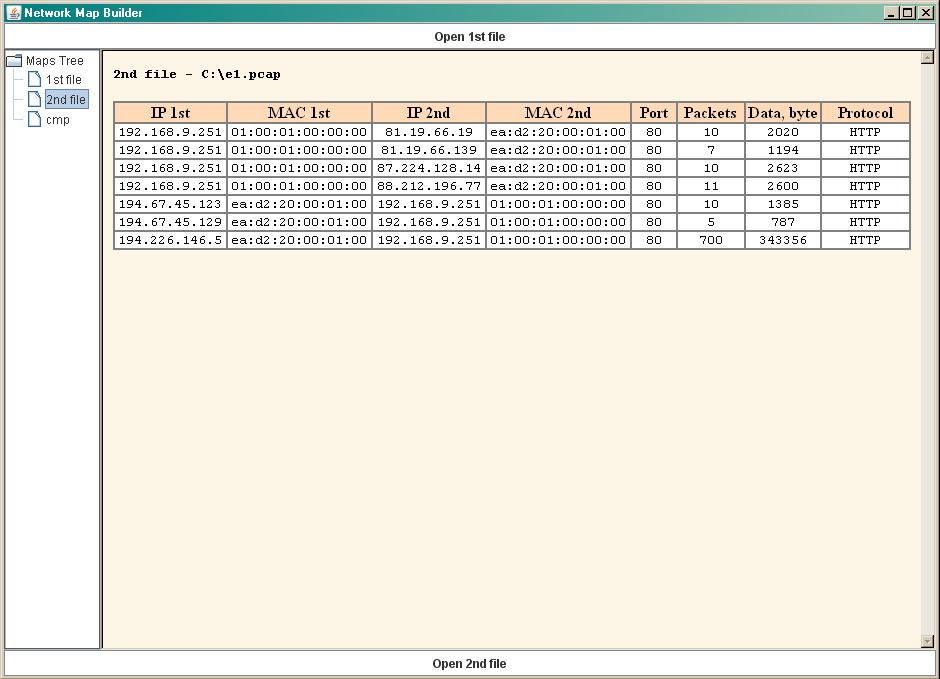 Network Map Builder
Open 1st file
Maps Tree
1st file
2nd file
cmp
2nd file - C:\e1.pcap
IP 1st MAC 1st IP 2nd MAC 2nd Port Packets Data, byte Protocol
192.168.9.251 01:00:01:00:00:00 81.19.66.19 ea:d2:20:00:01:00 80 10 2020 HTTP
192.168.9.251 01:00:01:00:00:00 81.19.66.139 ea:d2:20:00:01:00 80 7 1194 HTTP
192.168.9.251 01:00:01:00:00:00 87.224.128.14 ea:d2:20:00:01:00 80 10 2623 HTTP
192.168.9.251 01:00:01:00:00:00 88.212.196.77 ea:d2:20:00:01:00 80 11 2600 HTTP
194.67.45.123 ea:d2:20:00:01:00 192.168.9.251 01:00:01:00:00:00 80 10 1385 HTTP
194.67.45.129 ea:d2:20:00:01:00 192.168.9.251 01:00:01:00:00:00 80 5 787 HTTP
194.226.146.5 ea:d2:20:00:01:00 192.168.9.251 01:00:01:00:00:00 80 700 343356 HTTP
Open 2nd file